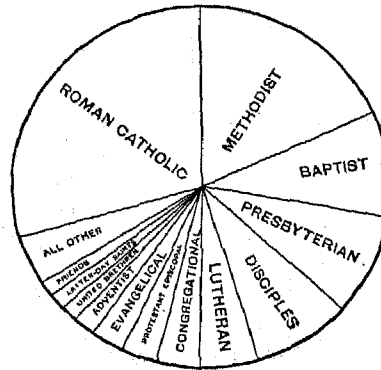 ROMAN CATHOLIC
METHODIST
BAPTIST
PRESBYTERIAN
DISCIPLES
LUTHERAN
CONGREGATIONAL
PROTESTANT EPISCOPAL
EVANGELICAL
ADVENTIST
UNITED BRETHREN
LATTER-DAY SAINTS
FRIENDS
ALL OTHER